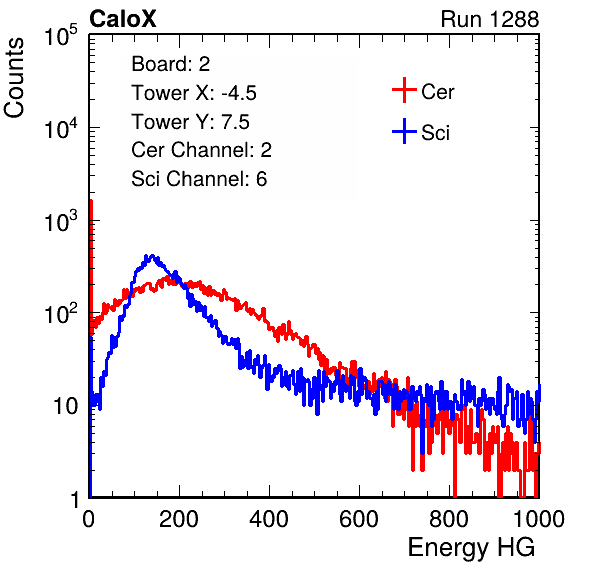 CaloX Run 1288
Counts
10^5
10^4
10^3
10^2
10
1
Board: 2
Tower X: -4.5
Tower Y: 7.5
Cer Channel: 2
Sci Channel: 6
Cer
Sci
0 200 400 600 800 1000
Energy HG